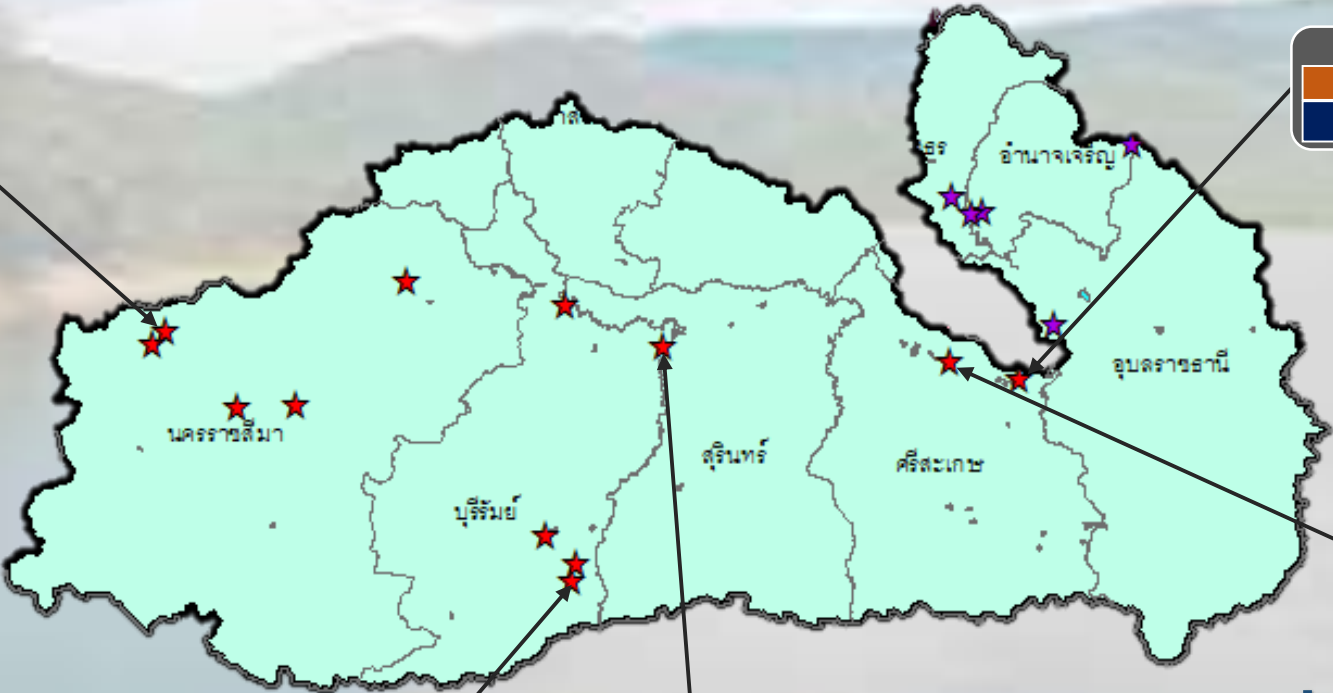 อำนาจเจริญ
อุบลราชธานี
นครราชสีมา
สุรินทร์
ศรีสะเกษ
บุรีรัมย์